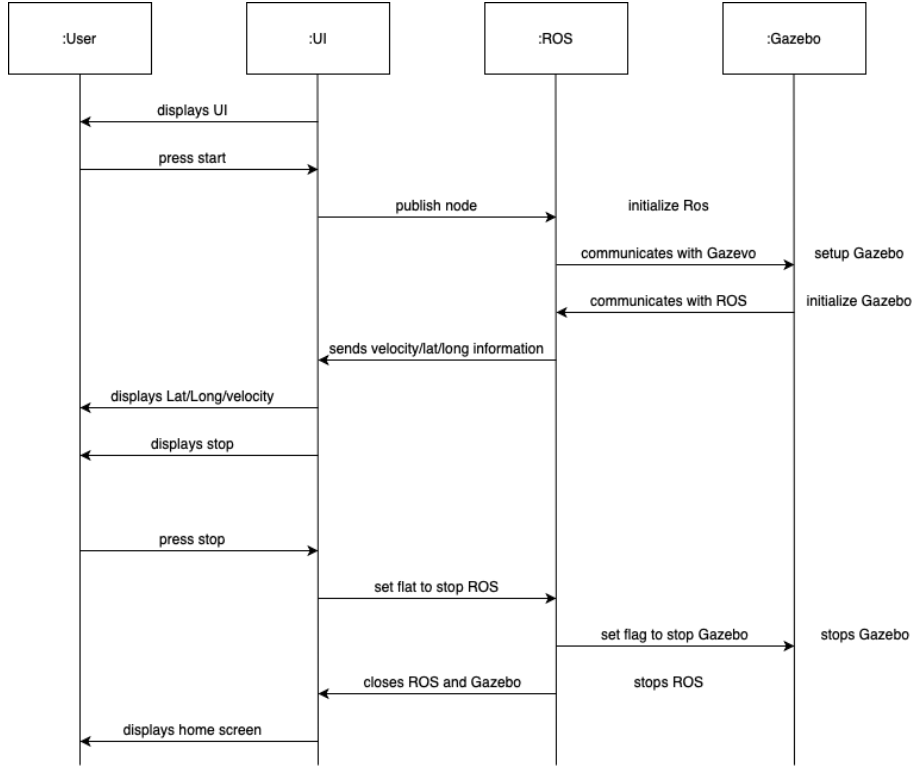 :User
:UI
:ROS
:Gazebo
displays UI
press start
publish node
initialize Ros
communicates with Gazevo
setup Gazebo
communicates with ROS
initialize Gazebo
sends velocity/lat/long information
displays Lat/Long/velocity
displays stop
press stop
set flat to stop ROS
set flag to stop Gazebo
stops Gazebo
closes ROS and Gazebo
stops ROS
displays home screen